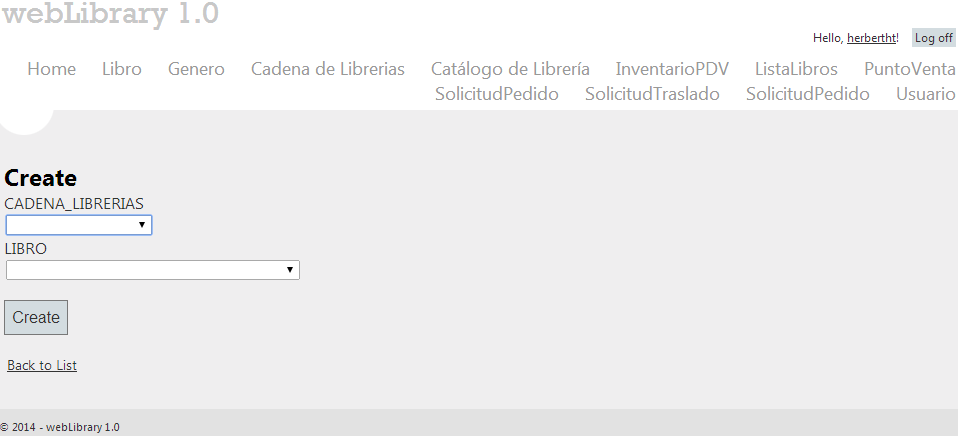 webLibrary 1.0
Hello, herbertht! Log off
Home Libro Genero Cadena de Librerias Catálogo de Librería InventarioPDV ListaLibros PuntoVenta
SolicitudPedido SolicitudTraslado SolicitudPedido Usuario
Create
CADENA_LIBRERIAS
LIBRO
Create
Back to List
© 2014 - webLibrary 1.0